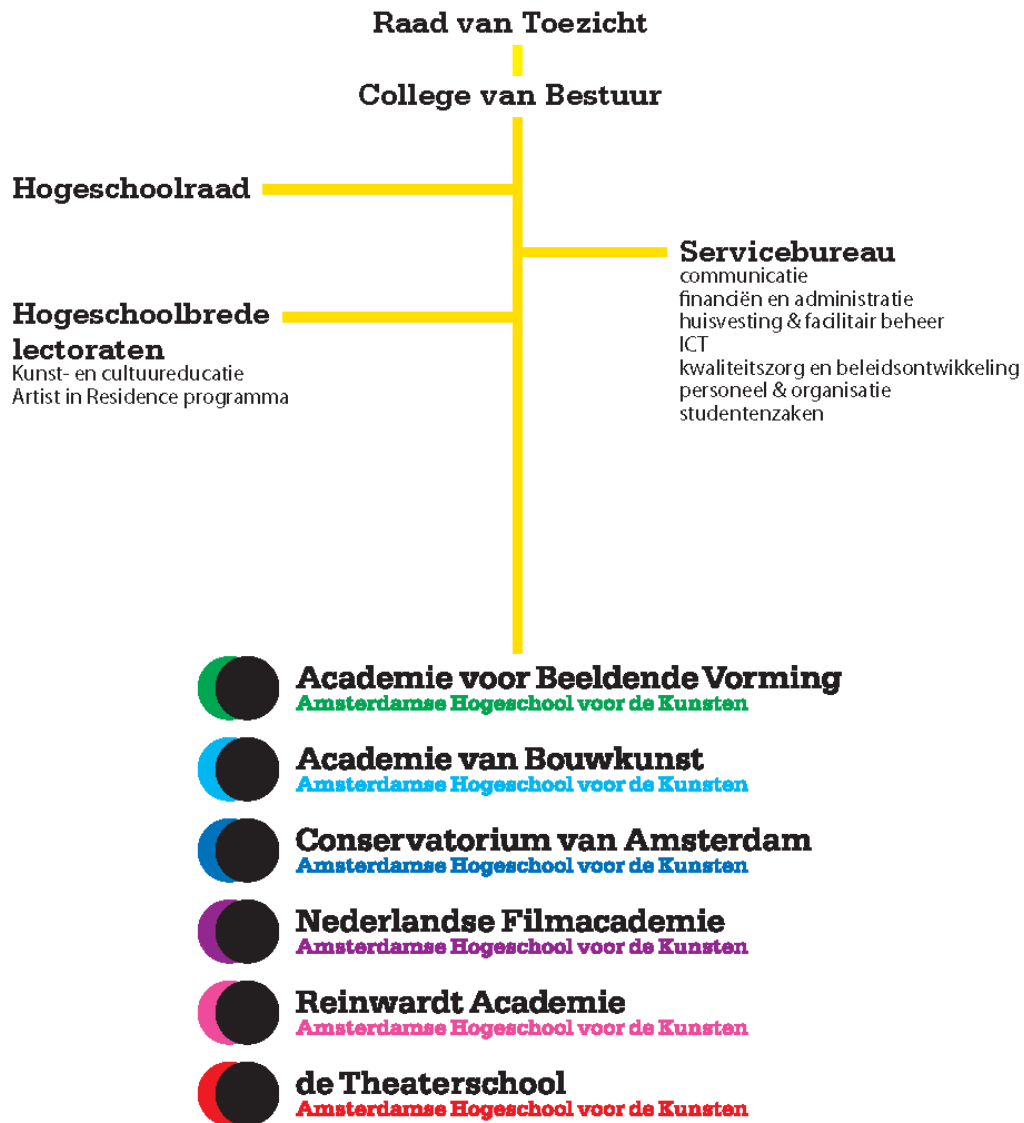 Raad van Toezicht
College van Bestuur
Hogeschoolraad
Servicebureau
communicatie
financiën en administratie
huisvesting & facilitair beheer
ICT
kwaliteitszorg en beleidsontwikkeling
personeel & organisatie
studentenzaken
Hogeschoolbrede
lectoraten
Kunst- en cultuureducatie
Artist in Residence programma
Academie voor Beeldende Vorming
Amsterdamse Hogeschool voor de Kunsten
Academie van Bouwkunst
Amsterdamse Hogeschool voor de Kunsten
Conservatorium van Amsterdam
Amsterdamse Hogeschool voor de Kunsten
Nederlandse Filmacademie
Amsterdamse Hogeschool voor de Kunsten
Reinwardt Academie
Amsterdamse Hogeschool voor de Kunsten
de Theaterschool
Amsterdamse Hogeschool voor de Kunsten